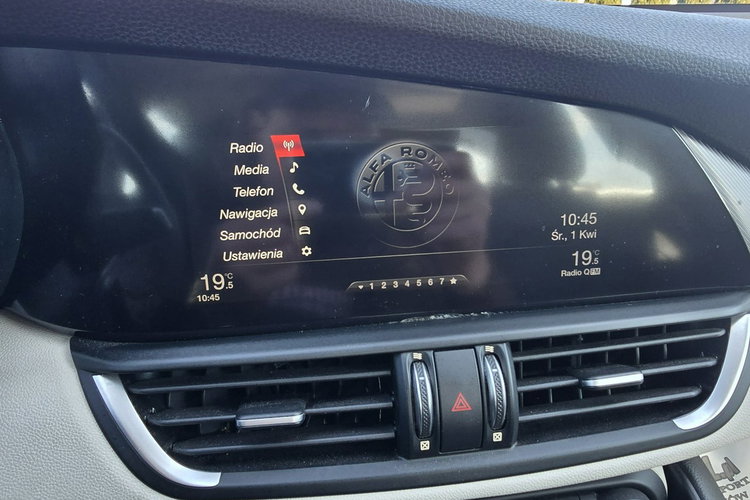 Radio
Media
Telefon
Nawigacja
Samochód
Ustawienia
ALFA ROMEO
10:45
Śr., 1 Kwi
19.5 °C
10:45
1 2 3 4 5 6 7
19.5 °C
Radio Q FM